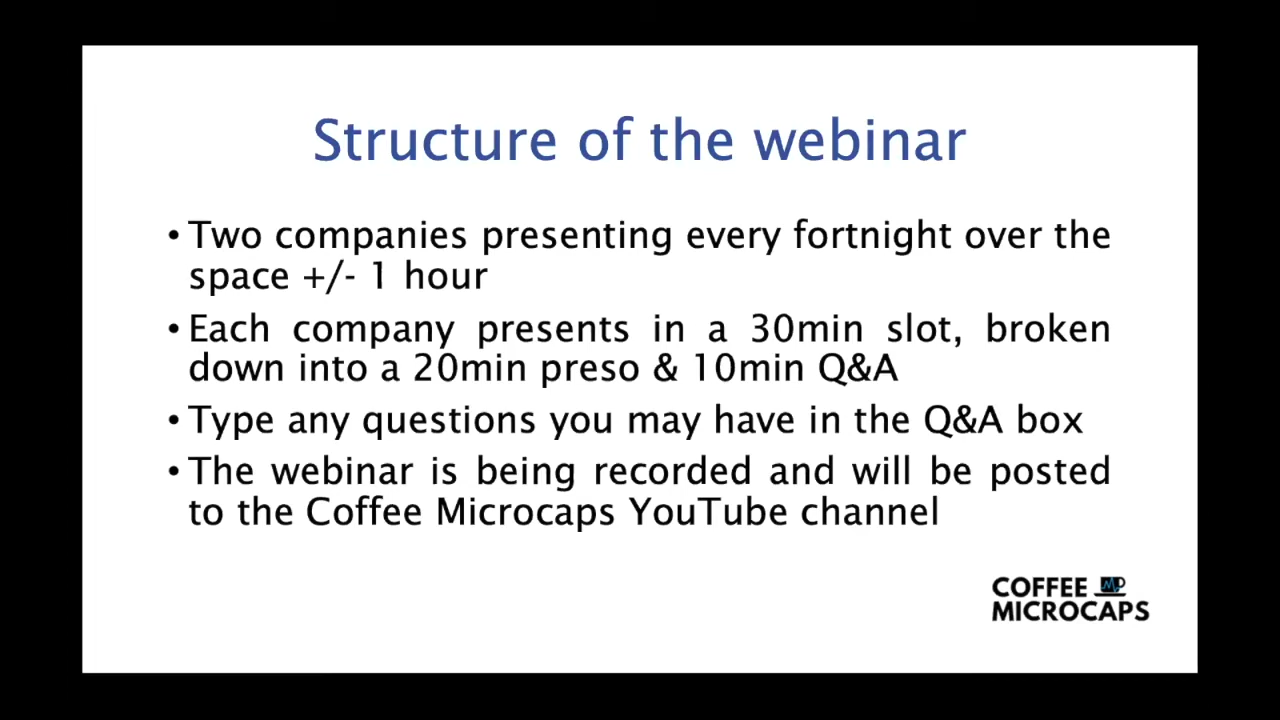 Structure of the webinar
• Two companies presenting every fortnight over the
space +/- 1 hour
• Each company presents in a 30min slot, broken
down into a 20min preso & 10min Q&A
• Type any questions you may have in the Q&A box
• The webinar is being recorded and will be posted
to the Coffee Microcaps YouTube channel
COFFEE
MICROCAPS